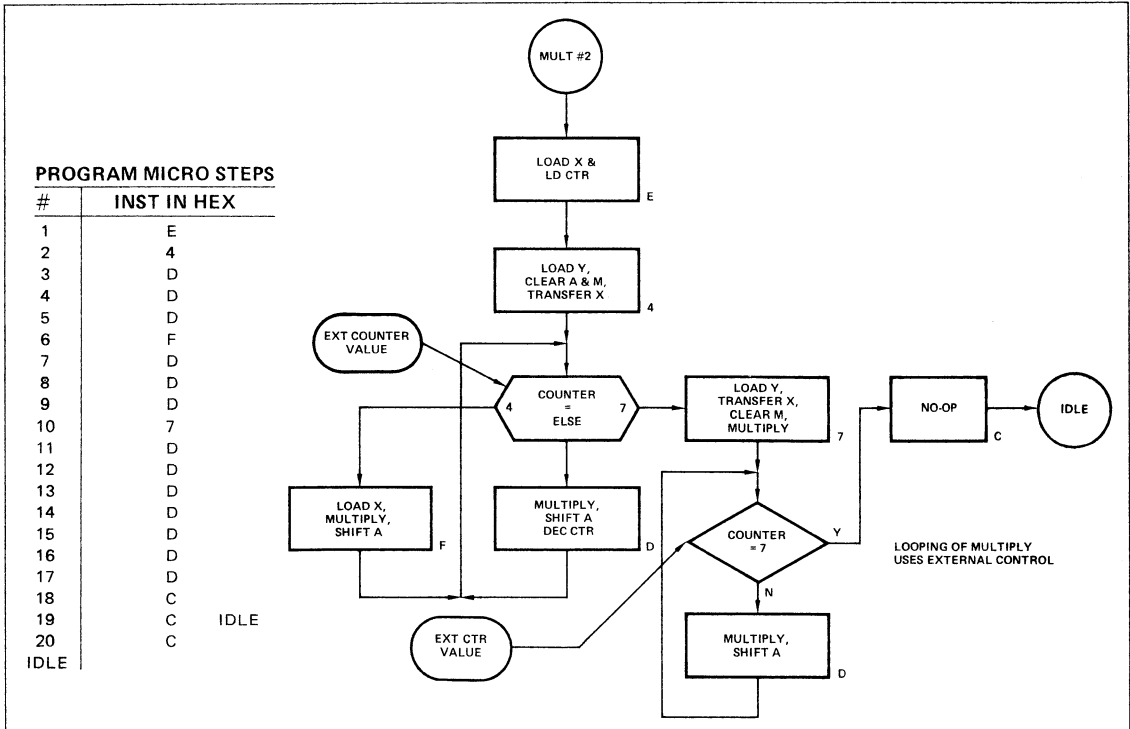 MULT #2
LOAD X &
LD CTR
E
LOAD Y,
CLEAR A & M,
TRANSFER X
4
EXT COUNTER
VALUE
4
COUNTER
=
ELSE
7
LOAD Y,
TRANSFER X,
CLEAR M,
MULTIPLY
7
NO-OP
C
IDLE
LOAD X,
MULTIPLY,
SHIFT A
F
MULTIPLY,
SHIFT A
DEC CTR
D
COUNTER
= 7
Y
N
LOOPING OF MULTIPLY
USES EXTERNAL CONTROL
EXT CTR
VALUE
MULTIPLY,
SHIFT A
D
PROGRAM MICRO STEPS
# INST IN HEX
1 E
2 4
3 D
4 D
5 D
6 F
7 D
8 D
9 D
10 7
11 D
12 D
13 D
14 D
15 D
16 D
17 D
18 C
19 C IDLE
20 C
IDLE